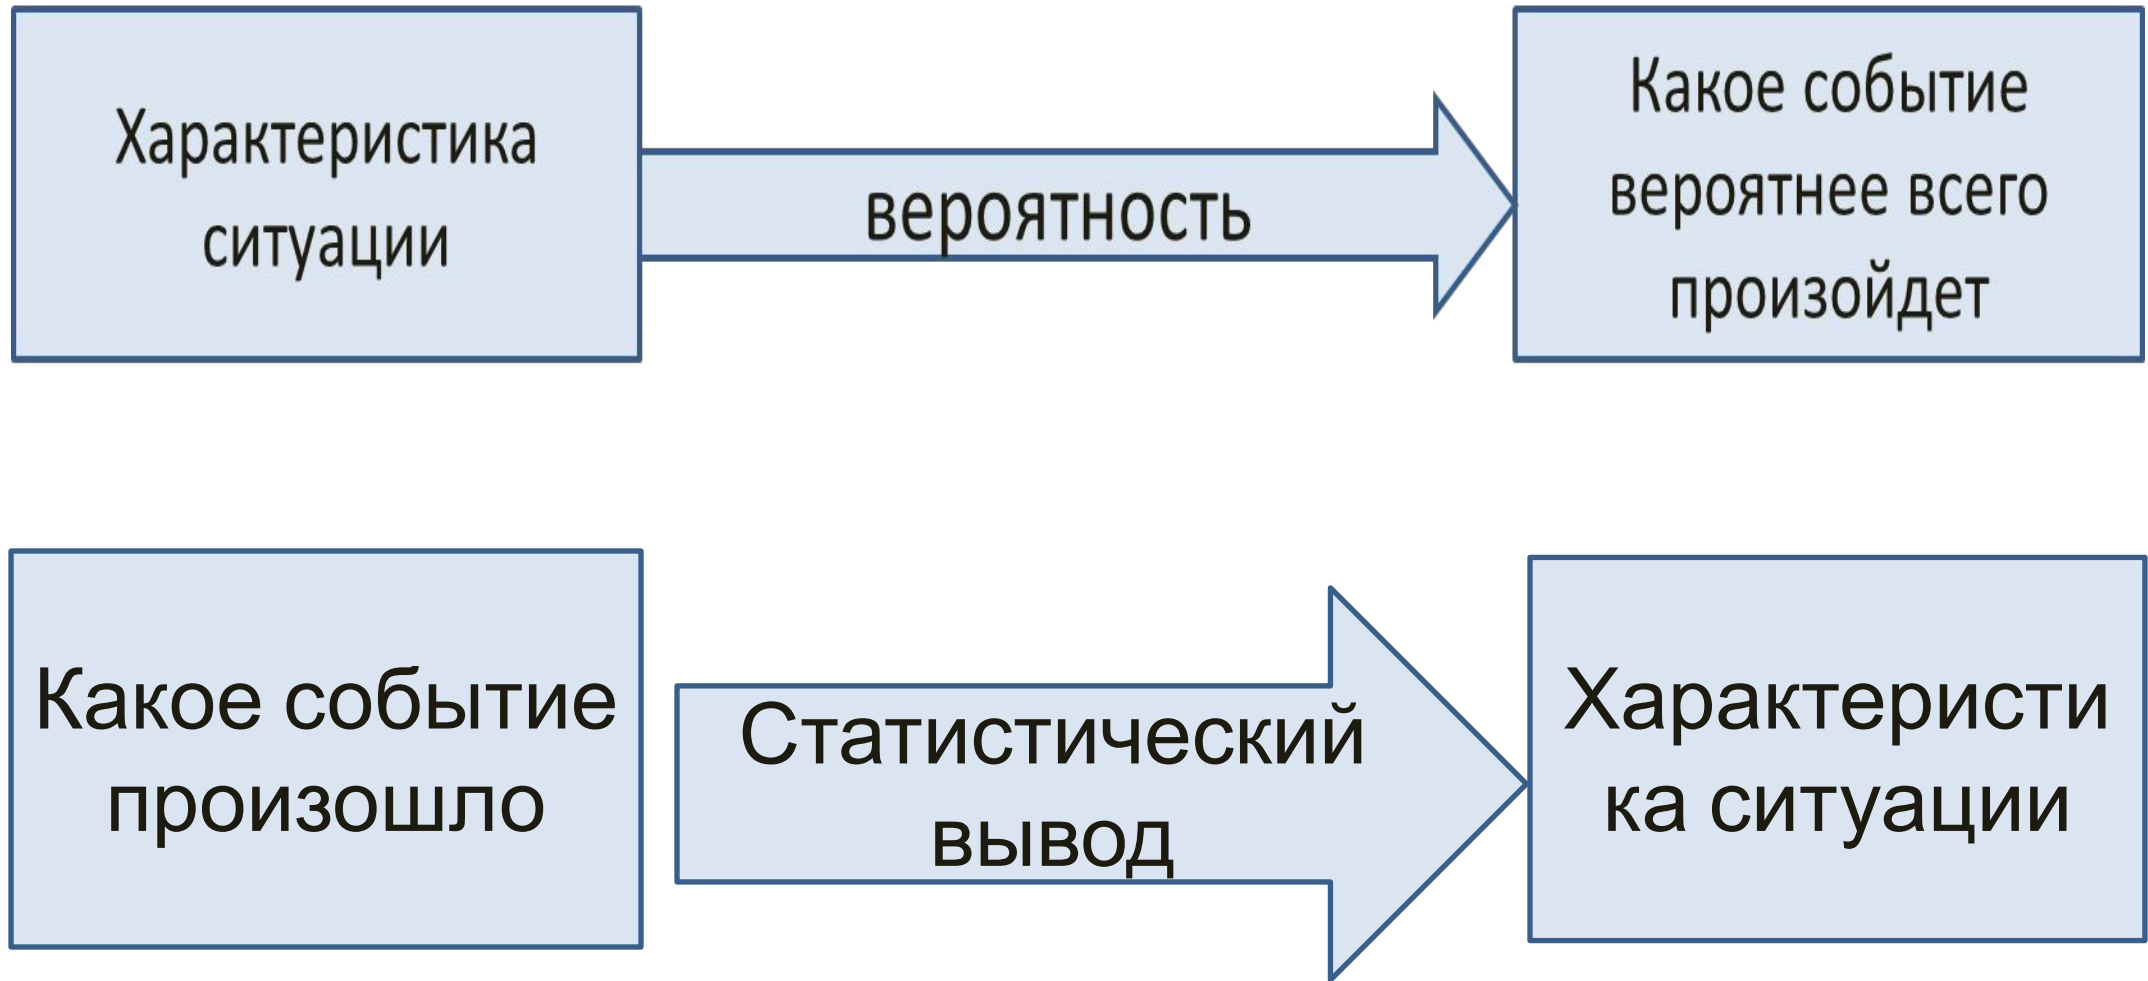 Характеристика
ситуации
вероятность
Какое событие
вероятнее всего
произойдет
Какое событие
произошло
Статистический
вывод
Характеристи
ка ситуации